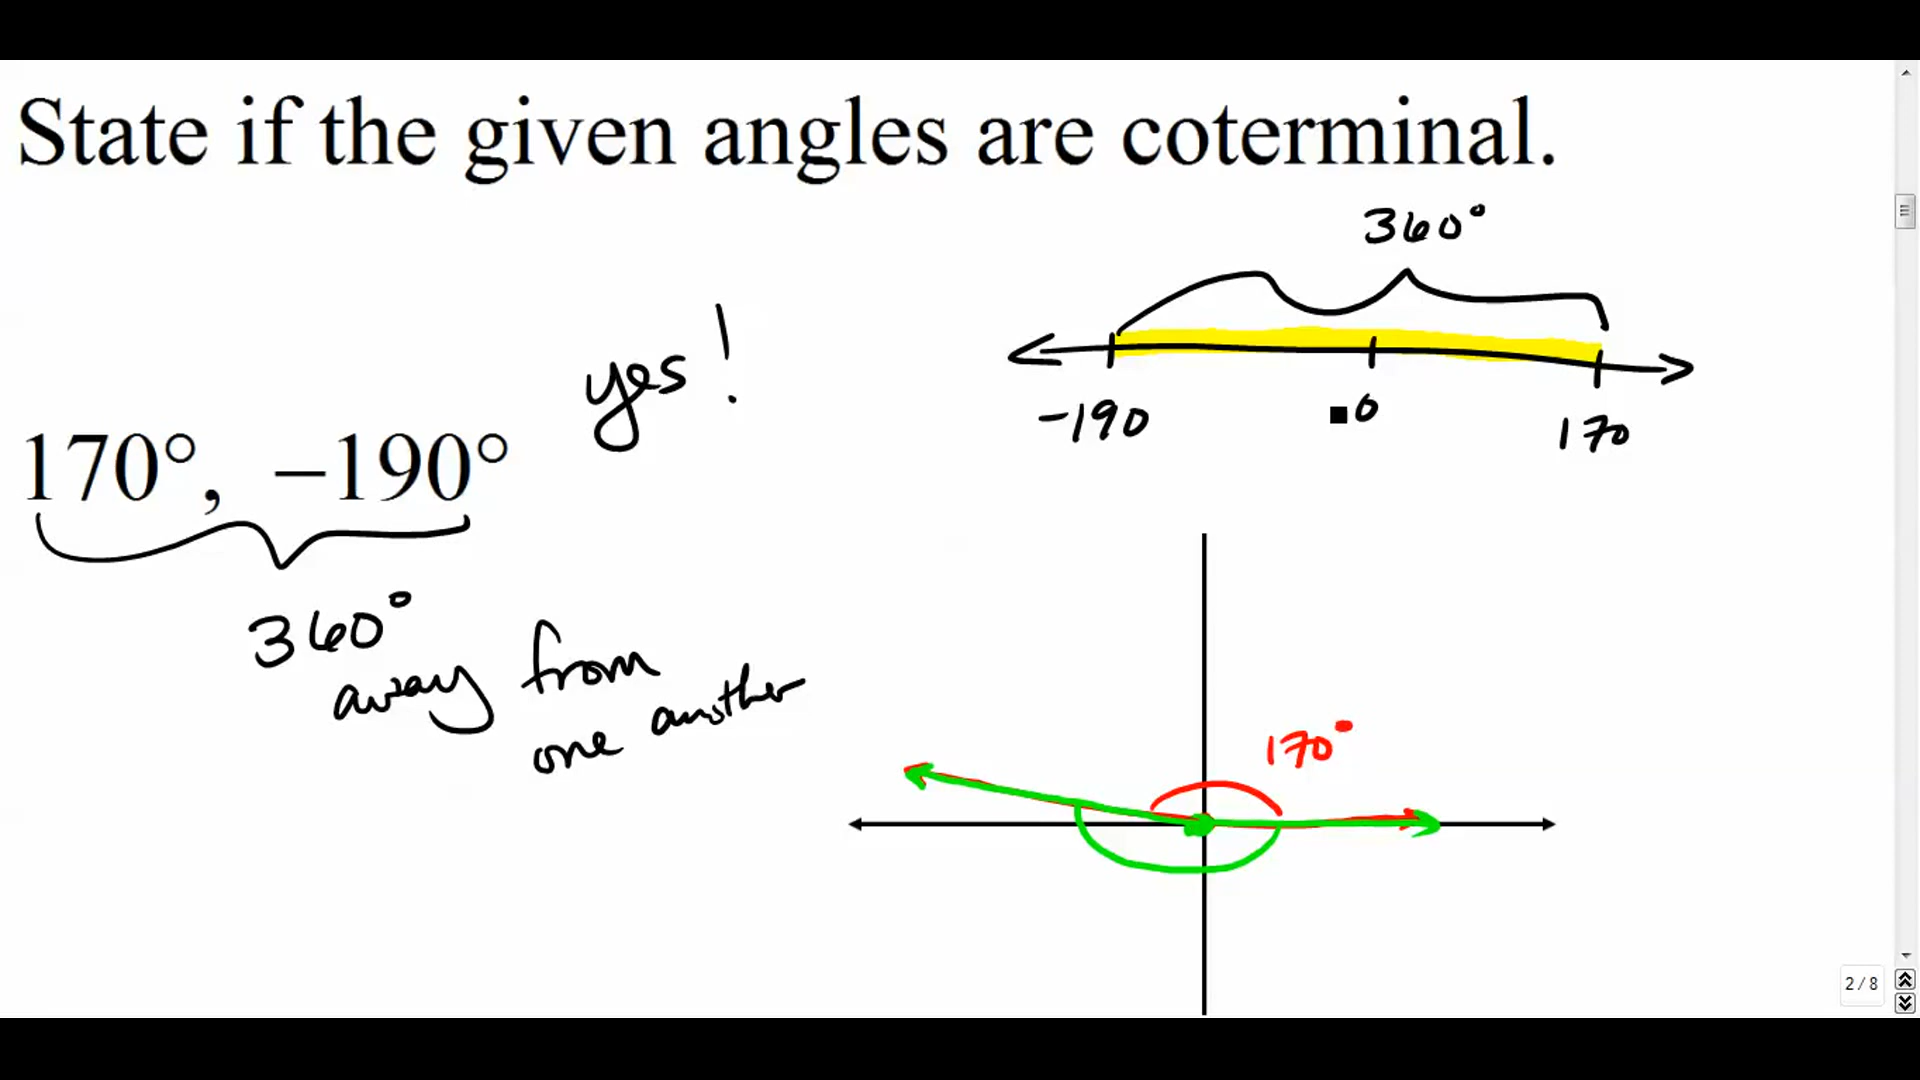 State if the given angles are coterminal.
360°
yes!
-190 0 170
170°, –190°
360°
away from
one another
170°
2 / 8